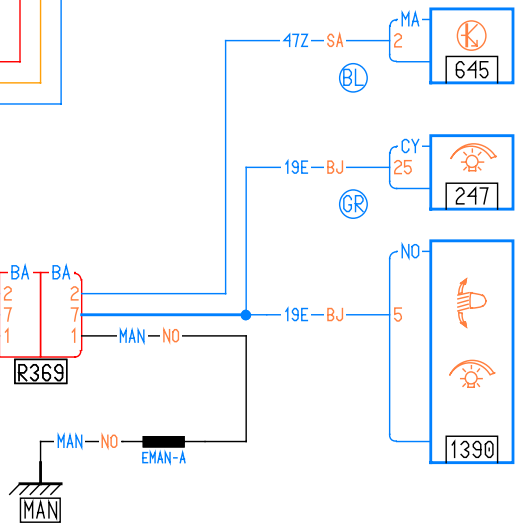 MA
47Z SA 2
BL
645
CY
19E BJ 25
GR
247
NO
BA BA
2 2
7 7 19E BJ 5
1 1 MAN NO
R369
MAN NO
EMAN-A
1390
MAN